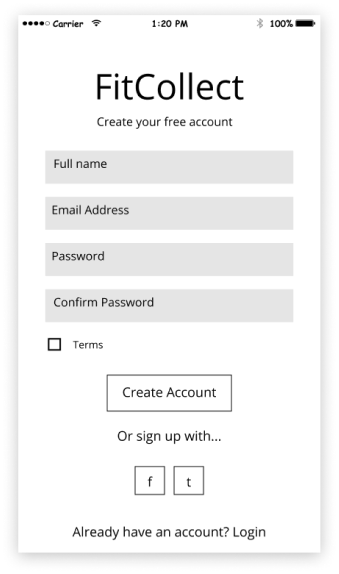 Carrier 1:20 PM 100%
FitCollect
Create your free account
Full name
Email Address
Password
Confirm Password
Terms
Create Account
Or sign up with...
f t
Already have an account? Login